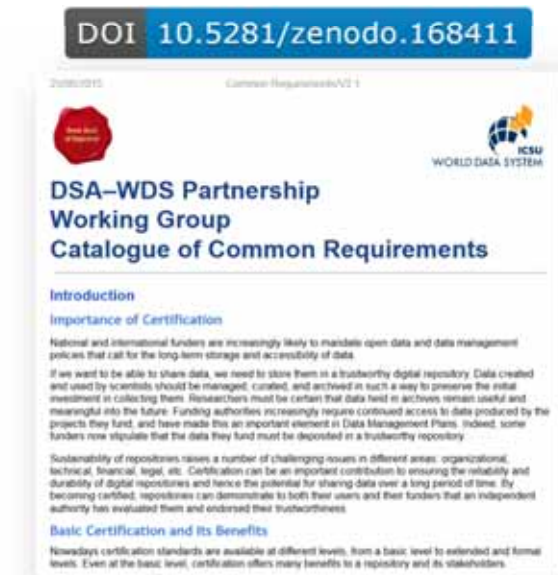 DOI 10.5281/zenodo.168411
Common Requirements/V2.1
ICSU
WORLD DATA SYSTEM
DSA–WDS Partnership
Working Group
Catalogue of Common Requirements
Introduction
Importance of Certification
National and international funders are increasingly likely to mandate open data and data management
policies that call for the long-term storage and accessibility of data.
If we want to be able to share data, we need to store them in a trustworthy digital repository. Data created
and used by scientists should be managed, curated, and archived in such a way to preserve the initial
investment in collecting them. Researchers must be certain that data held in archives remain useful and
meaningful into the future. Funding authorities increasingly require continued access to data produced by the
projects they fund, and have made this an important element in Data Management Plans. Indeed, some
funders now stipulate that the data they fund must be deposited in a trustworthy repository.
Sustainability of repositories raises a number of challenging issues in different areas: organizational,
technical, financial, legal, etc. Certification can be an important contribution to ensuring the reliability and
durability of digital repositories and hence the potential for sharing data over a long period of time. By
becoming certified, repositories can demonstrate to both their users and their funders that an independent
authority has evaluated them and endorsed their trustworthiness.
Basic Certification and Its Benefits
Nowadays certification standards are available at different levels, from a basic level to extended and formal
levels. Even at the basic level, certification offers many benefits to a repository and its stakeholders.